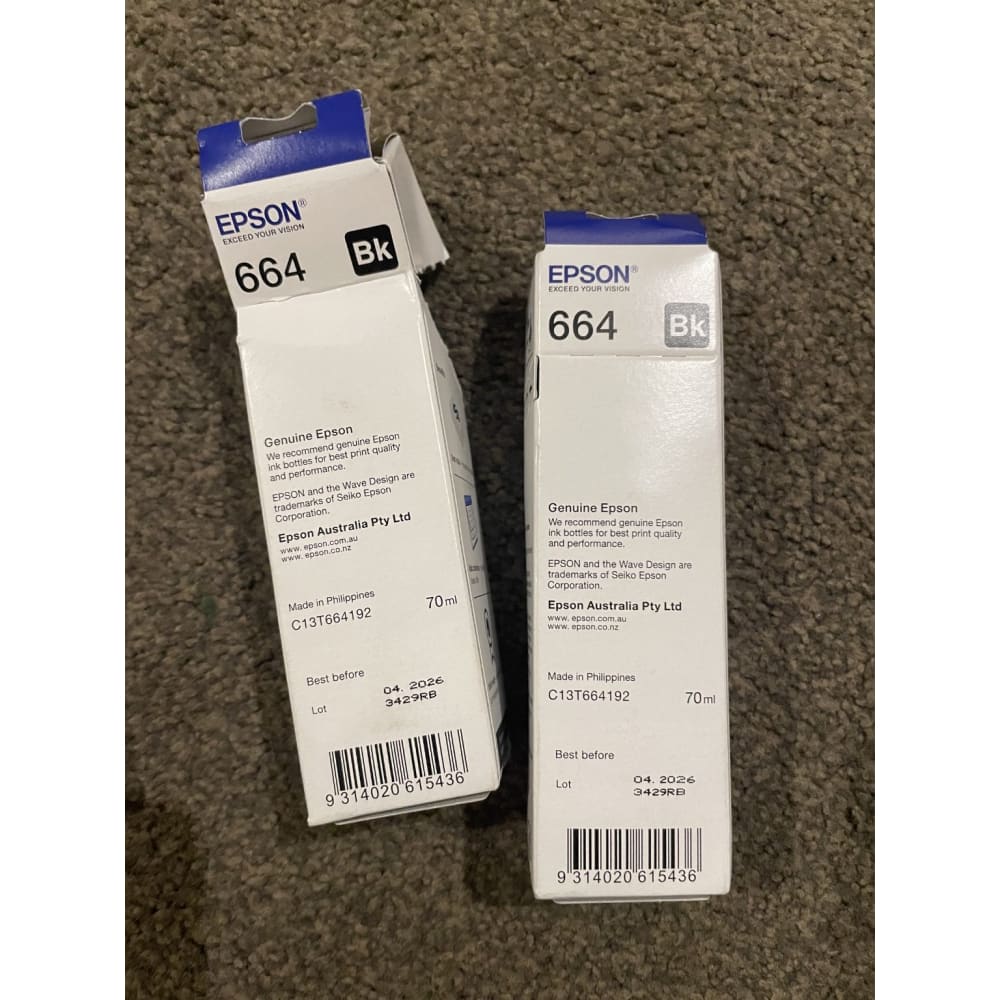 EPSON®
EXCEED YOUR VISION
664 Bk
Genuine Epson
We recommend genuine Epson
ink bottles for best print quality
and performance.
EPSON and the Wave Design are
trademarks of Seiko Epson
Corporation.
Epson Australia Pty Ltd
www. epson.com.au
www. epson.co.nz
Made in Philippines
C13T664192 70ml
Best before
04. 2026
Lot 3429RB
9 314020 615436
EPSON®
EXCEED YOUR VISION
664 Bk
Genuine Epson
We recommend genuine Epson
ink bottles for best print quality
and performance.
EPSON and the Wave Design are
trademarks of Seiko Epson
Corporation.
Epson Australia Pty Ltd
www. epson.com.au
www. epson.co.nz
Made in Philippines
C13T664192 70ml
Best before
04. 2026
Lot 3429RB
9 314020 615436